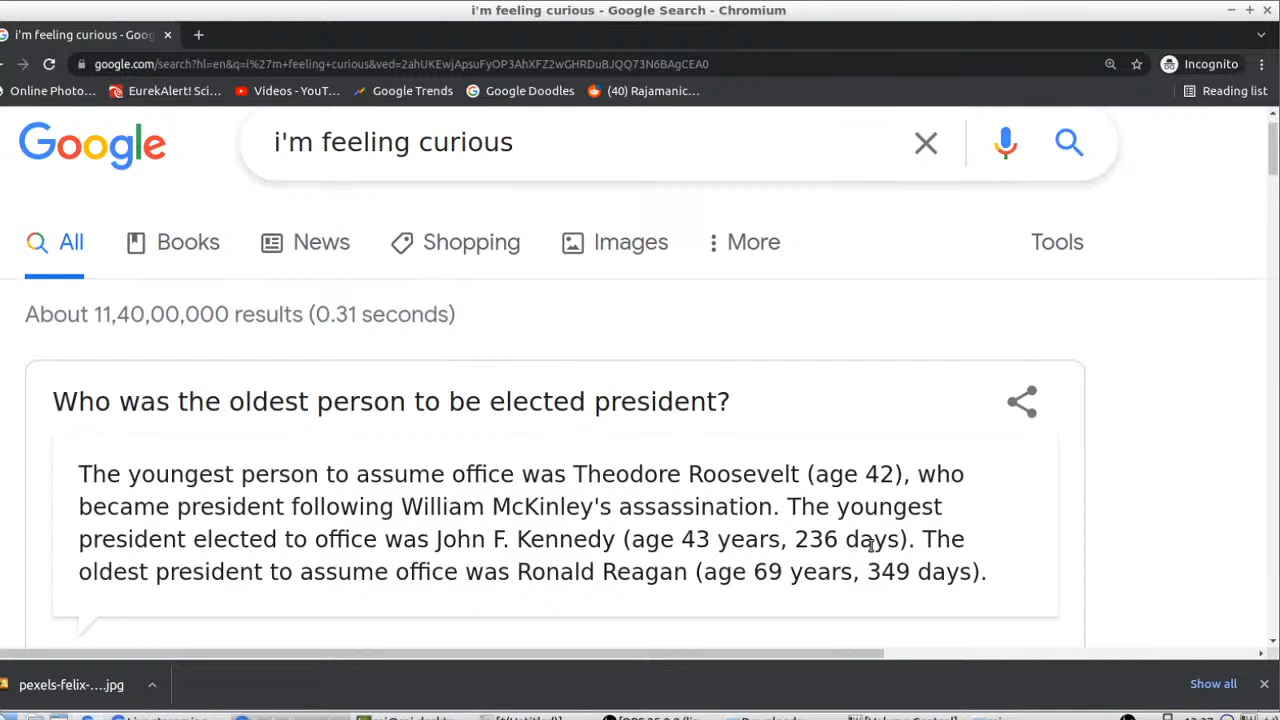 i'm feeling curious - Google Search - Chromium
i'm feeling curious - Goog
google.com/search?hl=en&q=i%27m+feeling+curious&ved=2ahUKEwjApsuFyOP3AhXFZ2wGHRDuBJQQ73N6BAgCEA0
Incognito
Online Photo... EurekAlert! Sci... Videos - YouT... Google Trends Google Doodles (40) Rajamanic... Reading list
Google i'm feeling curious
All Books News Shopping Images More Tools
About 11,40,00,000 results (0.31 seconds)
Who was the oldest person to be elected president?
The youngest person to assume office was Theodore Roosevelt (age 42), who
became president following William McKinley's assassination. The youngest
president elected to office was John F. Kennedy (age 43 years, 236 days). The
oldest president to assume office was Ronald Reagan (age 69 years, 349 days).
pexels-felix-....jpg Show all